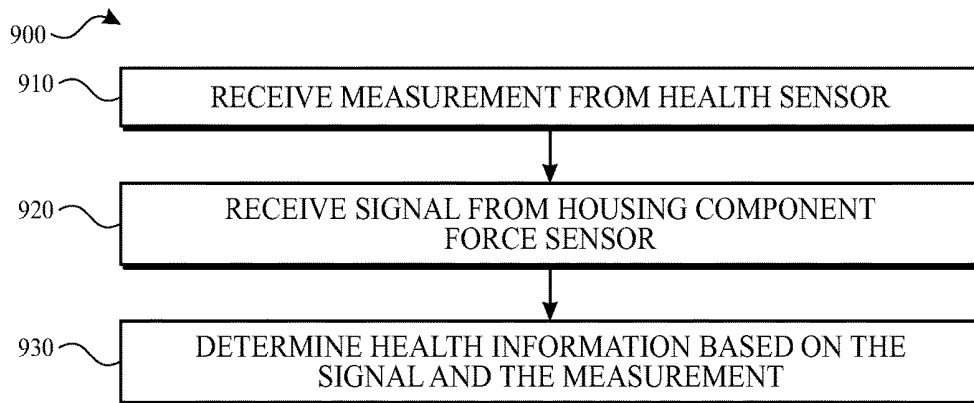 900
910
RECEIVE MEASUREMENT FROM HEALTH SENSOR
920
RECEIVE SIGNAL FROM HOUSING COMPONENT
FORCE SENSOR
930
DETERMINE HEALTH INFORMATION BASED ON THE
SIGNAL AND THE MEASUREMENT